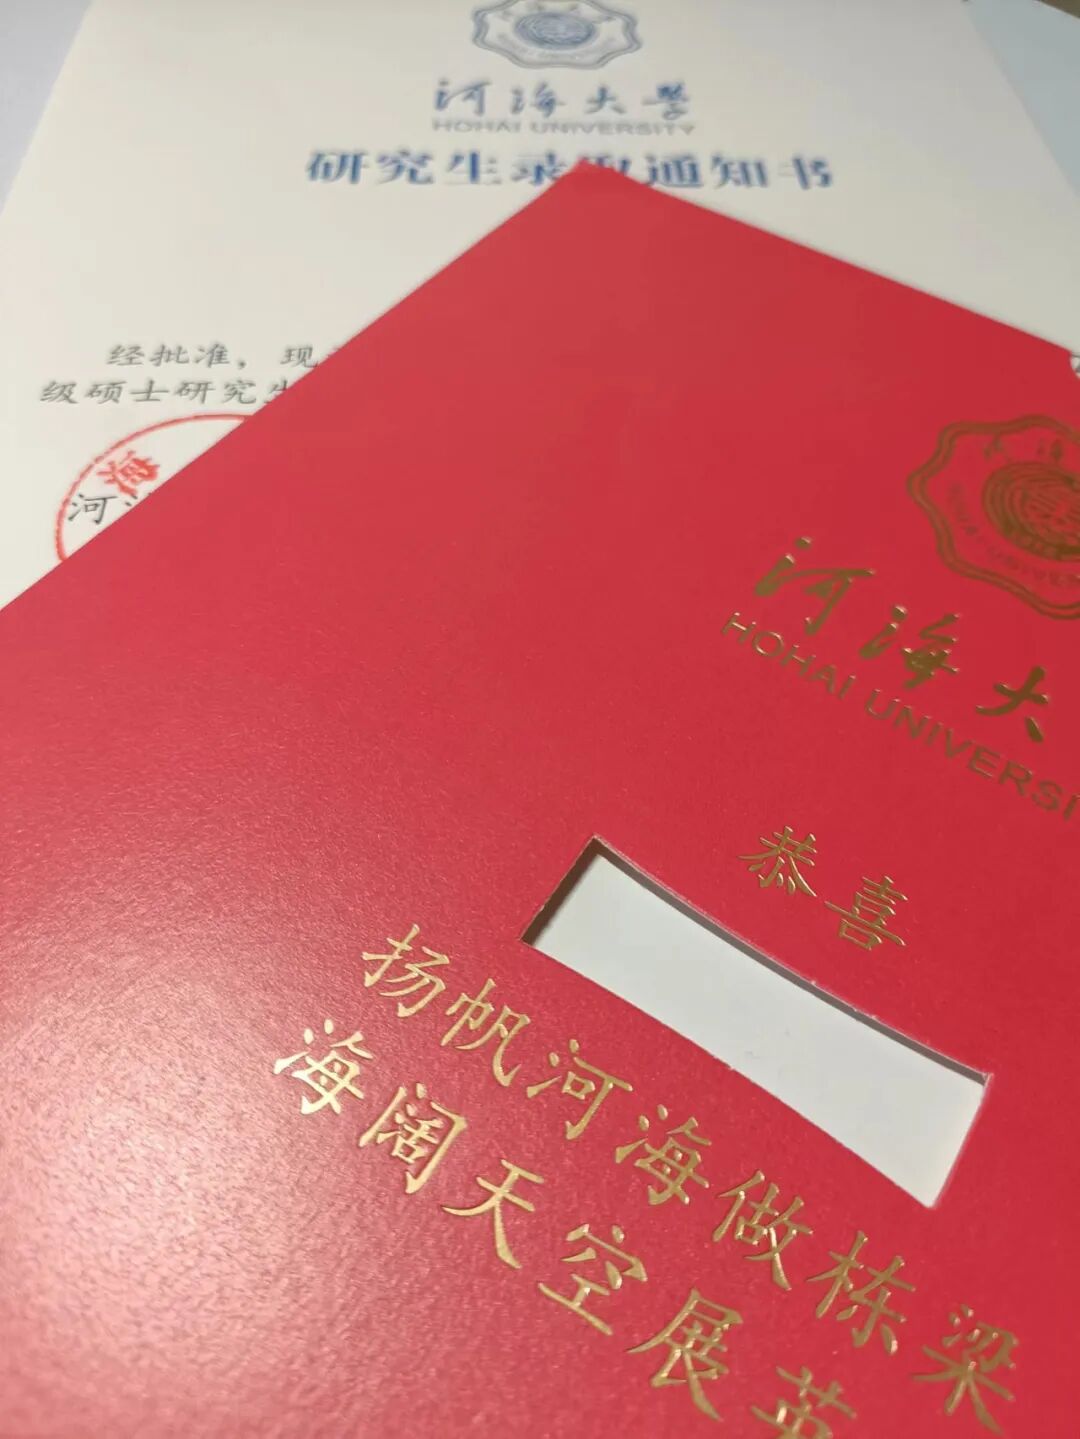 河海大学
HOHAI UNIVERSITY
研究生录取通知书
经批准，现
级硕士研究生
河
河海大
HOHAI UNIVERSI
恭喜
扬帆河海做栋梁
海阔天空展英